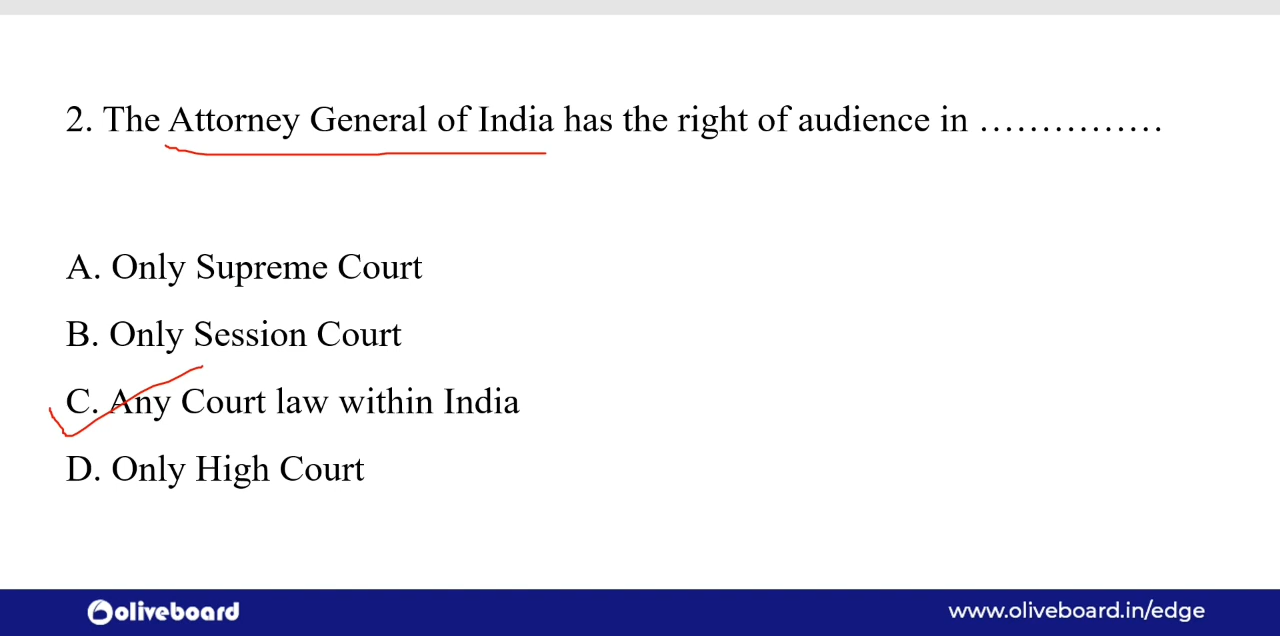 2. The Attorney General of India has the right of audience in ...............
A. Only Supreme Court
B. Only Session Court
C. Any Court law within India
D. Only High Court
oliveboard
www.oliveboard.in/edge